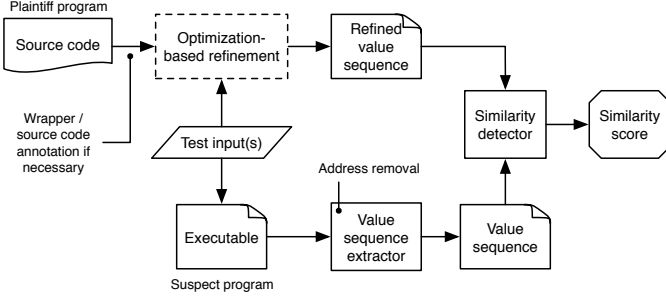 Plaintiff program
Source code
Optimization-
based refinement
Refined
value
sequence
Wrapper /
source code
annotation if
necessary
Test input(s)
Similarity
detector
Similarity
score
Address removal
Executable
Value
sequence
extractor
Value
sequence
Suspect program